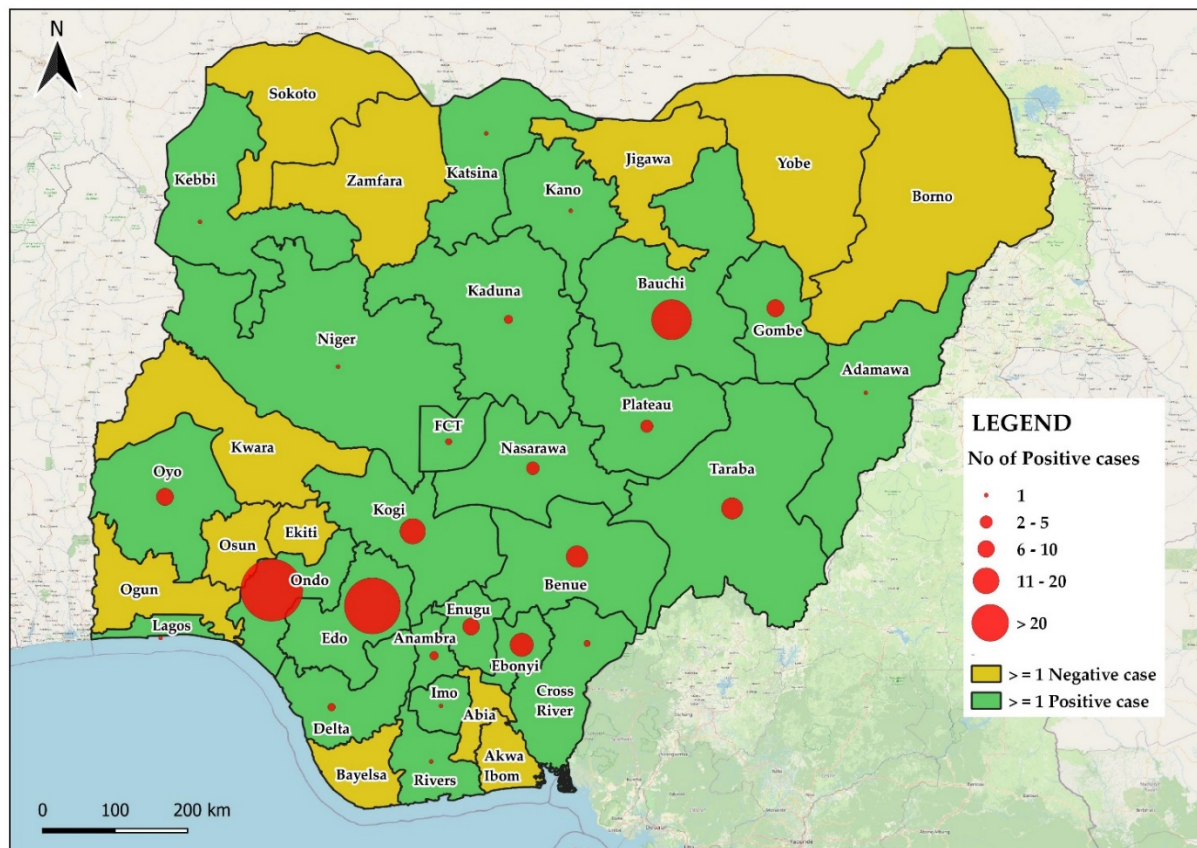 N
Sokoto
Kebbi
Zamfara
Katsina
Kano
Jigawa
Yobe
Borno
Kaduna
Bauchi
Gombe
Niger
Adamawa
Plateau
FCT
Nasarawa
Taraba
Kwara
Oyo
Kogi
Osun
Ekiti
Ondo
Ogun
Benue
Lagos
Edo
Enugu
Anambra
Ebonyi
Imo
Cross
River
Abia
Delta
Akwa
Ibom
Bayelsa
Rivers
LEGEND
No of Positive cases
1
2 - 5
6 - 10
11 - 20
> 20
> = 1 Negative case
> = 1 Positive case
0 100 200 km